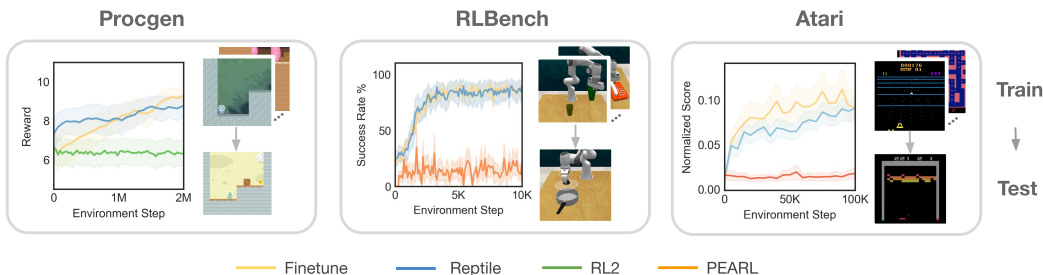 Procgen
RLBench
Atari
10
8
6
Reward
0
1M
2M
Environment Step
100
50
0
Success Rate %
5K
10K
Environment Step
0.10
0.05
0.00
Normalized Score
0
50K
100K
Environment Step
000176
Train
Test
Finetune
Reptile
RL2
PEARL